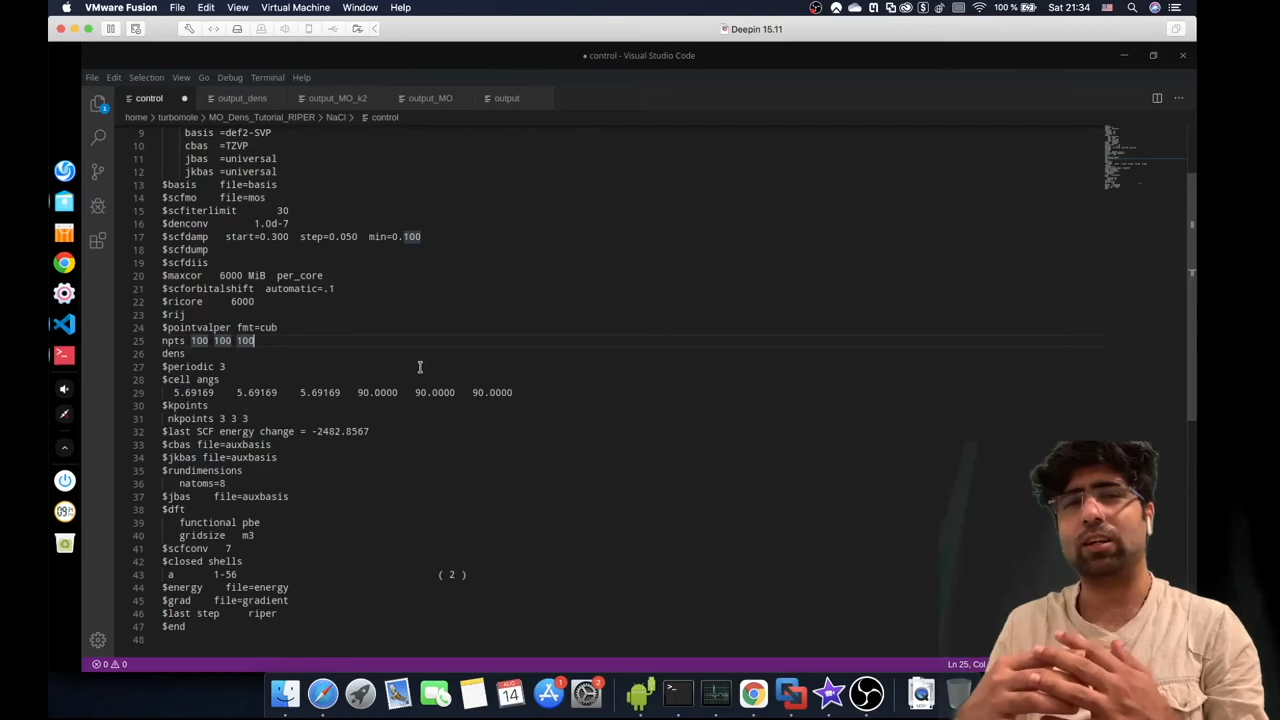 VMware Fusion File Edit View Virtual Machine Window Help 100 % Sat 21:34
Deepin 15.11
control - Visual Studio Code
File Edit Selection View Go Debug Terminal Help
control output_dens output_MO_k2 output_MO output
home turbomole MO_Dens_Tutorial_RIPER NaCl control
9 basis =def2-SVP
10 cbas =TZVP
11 jbas =universal
12 jkbas =universal
13 $basis file=basis
14 $scfmo file=mos
15 $scfiterlimit 30
16 $denconv 1.0d-7
17 $scfdamp start=0.300 step=0.050 min=0.100
18 $scfdump
19 $scfdiis
20 $maxcor 6000 MiB per_core
21 $scforbitalshift automatic=.1
22 $ricore 6000
23 $rij
24 $pointvalper fmt=cub
25 npts 100 100 100
26 dens
27 $periodic 3
28 $cell angs
29 5.69169 5.69169 5.69169 90.0000 90.0000 90.0000
30 $kpoints
31 nkpoints 3 3 3
32 $last SCF energy change = -2482.8567
33 $cbas file=auxbasis
34 $jkbas file=auxbasis
35 $rundimensions
36 natoms=8
37 $jbas file=auxbasis
38 $dft
39 functional pbe
40 gridsize m3
41 $scfconv 7
42 $closed shells
43 a 1-56 ( 2 )
44 $energy file=energy
45 $grad file=gradient
46 $last step riper
47 $end
48
0 0 Ln 25, Col
AUG
14
1
2
1